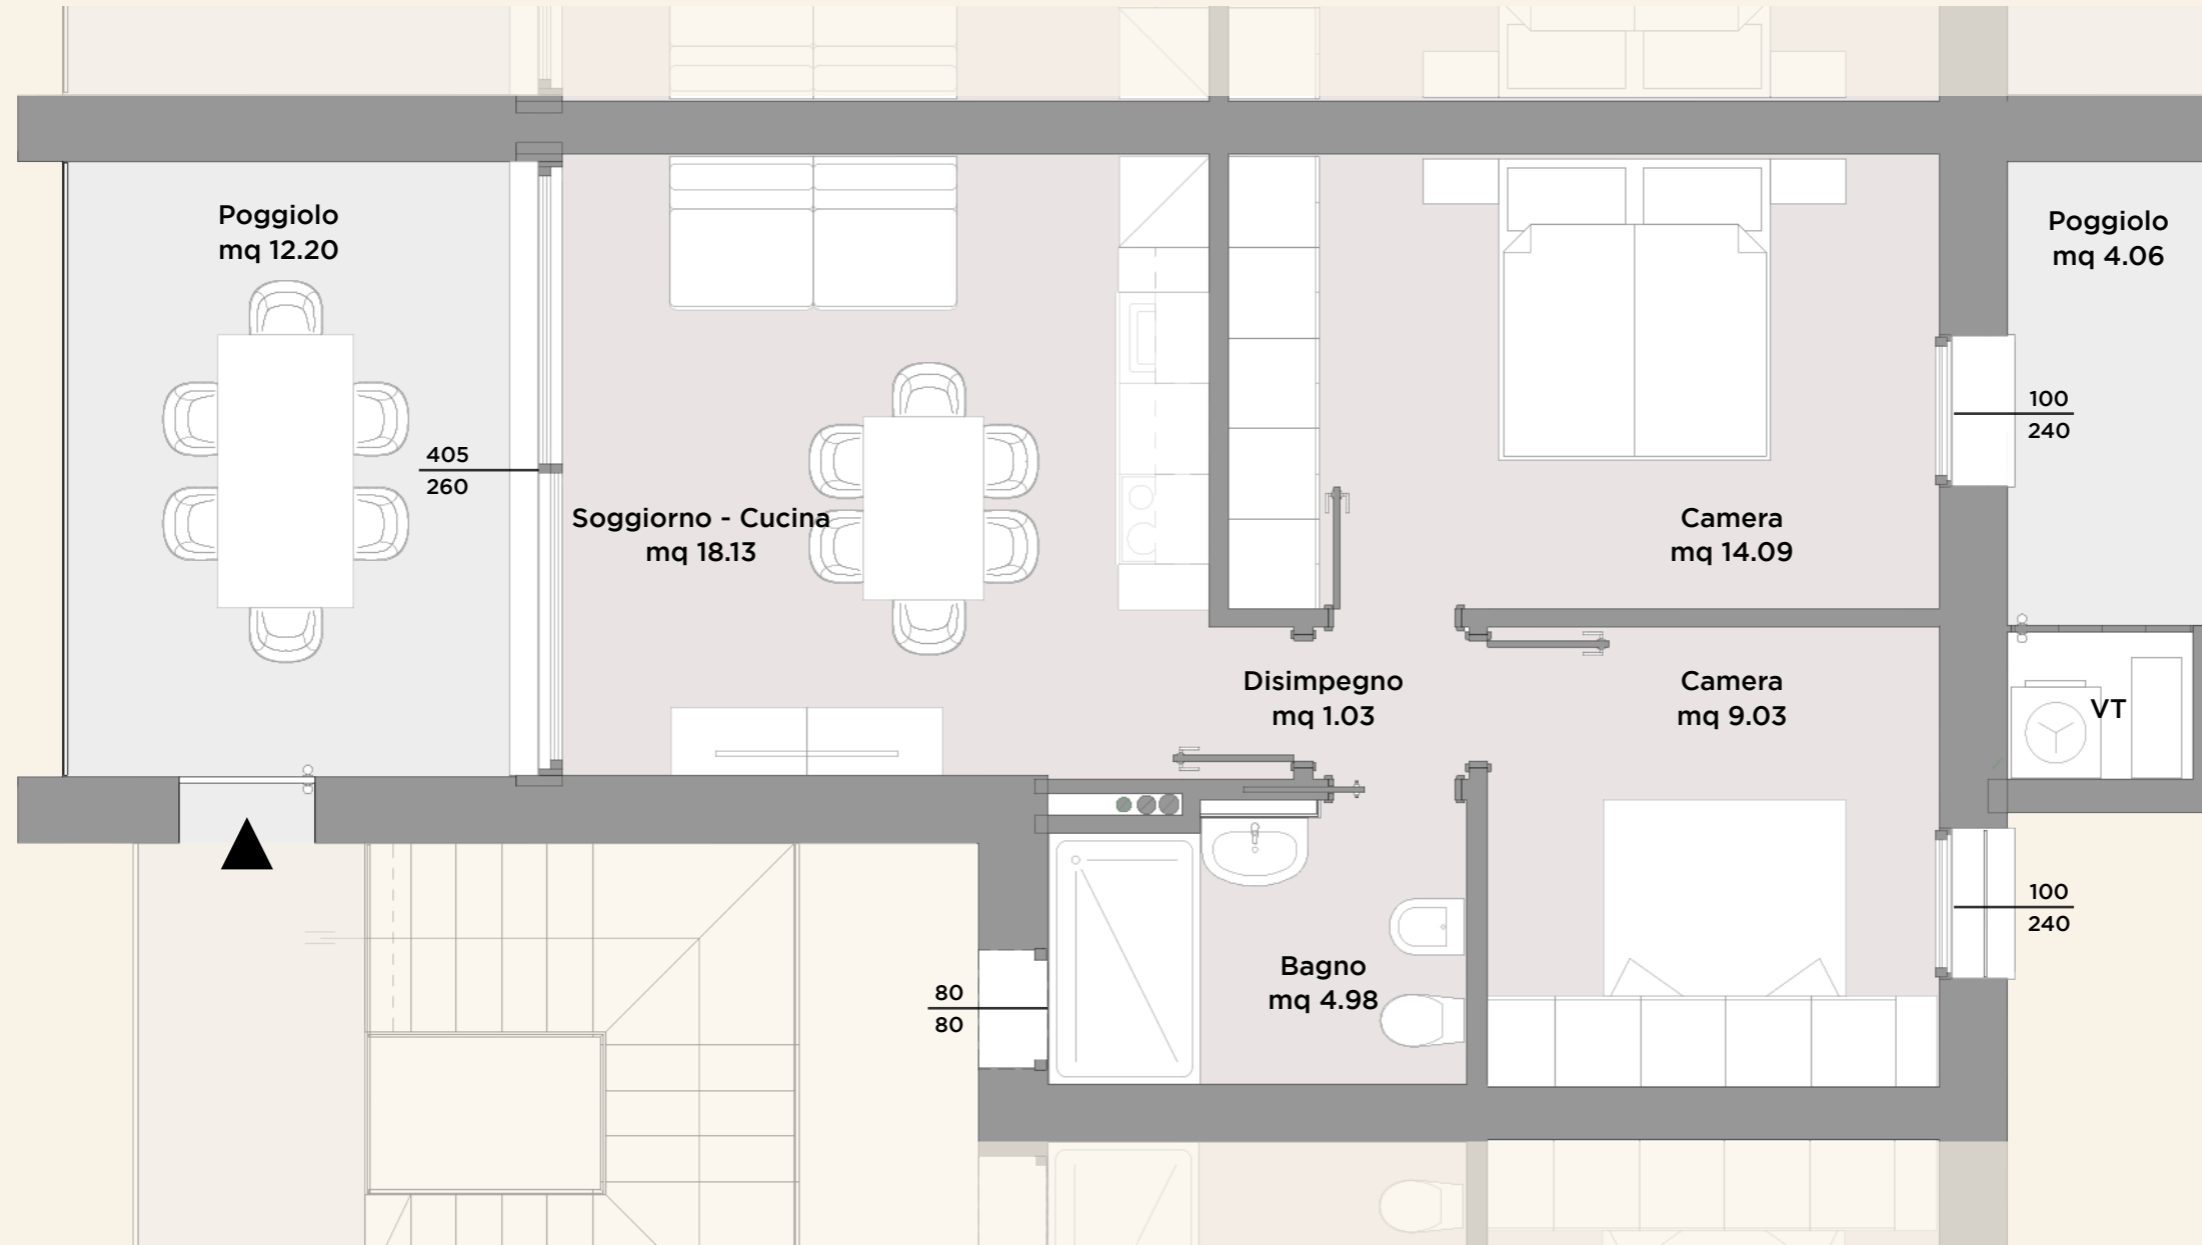 Poggiolo
mq 12.20
Poggiolo
mq 4.06
100
240
405
260
Soggiorno - Cucina
mq 18.13
Camera
mq 14.09
Disimpegno
mq 1.03
Camera
mq 9.03
VT
100
240
Bagno
mq 4.98
80
80